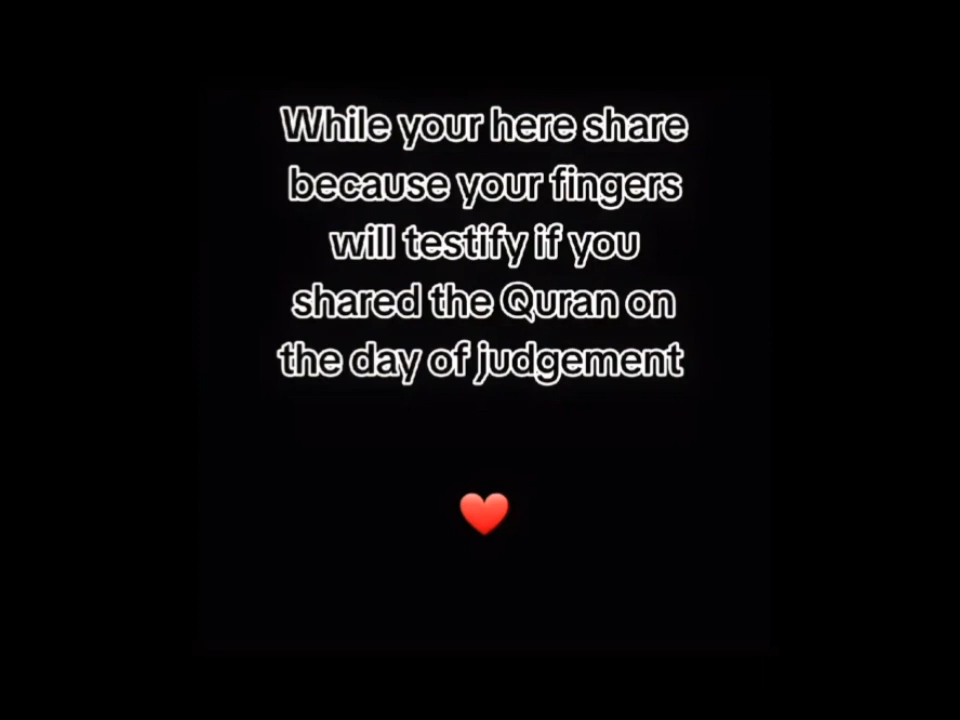 While your here share
because your fingers
will testify if you
shared the Quran on
the day of judgement